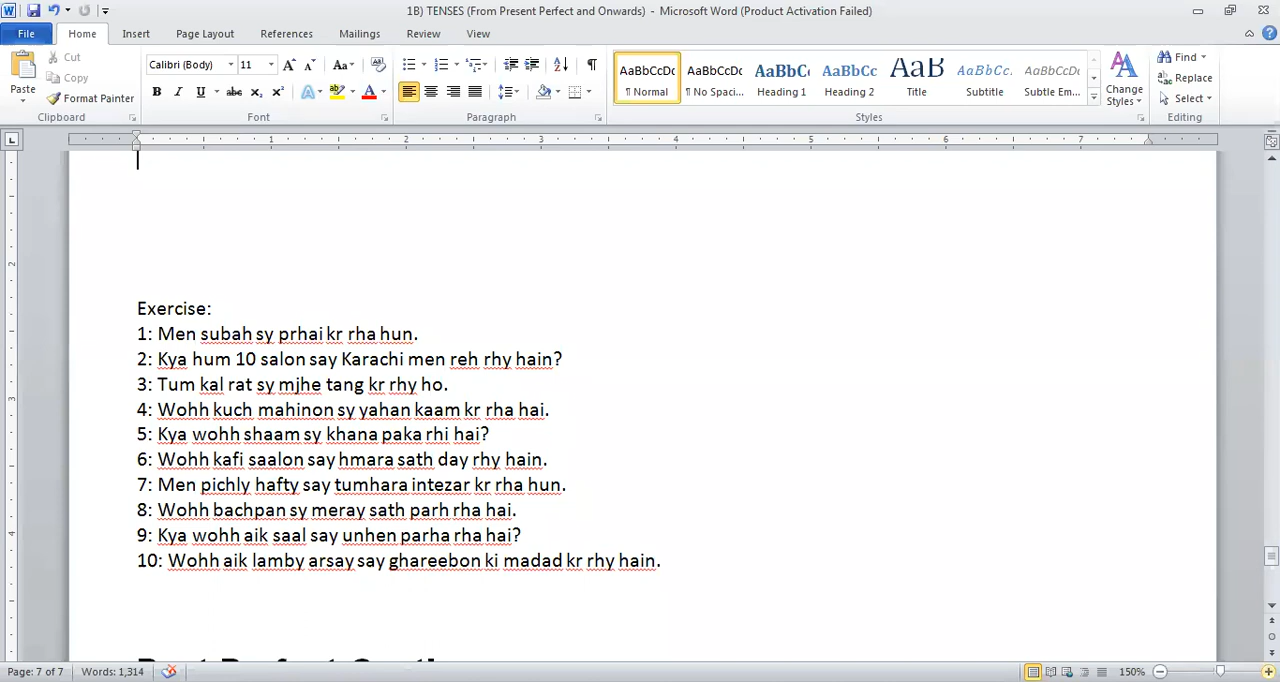 1B) TENSES (From Present Perfect and Onwards) - Microsoft Word (Product Activation Failed)
File Home Insert Page Layout References Mailings Review View
Paste
Cut
Copy
Format Painter
Clipboard
Calibri (Body) 11
Font
Paragraph
AaBbCcDc AaBbCcDc AaBbCc AaBbCc AaB AaBbCc. AaBbCcDc
¶ Normal ¶ No Spaci... Heading 1 Heading 2 Title Subtitle Subtle Em...
Styles
Change Styles
Find
Replace
Select
Editing
1 2 3 4 5 6 7
Exercise:
1: Men subah sy prhai kr rha hun.
2: Kya hum 10 salon say Karachi men reh rhy hain?
3: Tum kal rat sy mjhe tang kr rhy ho.
4: Wohh kuch mahinon sy yahan kaam kr rha hai.
5: Kya wohh shaam sy khana paka rhi hai?
6: Wohh kafi saalon say hmara sath day rhy hain.
7: Men pichly hafty say tumhara intezar kr rha hun.
8: Wohh bachpan sy meray sath parh rha hai.
9: Kya wohh aik saal say unhen parha rha hai?
10: Wohh aik lamby arsay say ghareebon ki madad kr rhy hain.
Page: 7 of 7 Words: 1,314 150%